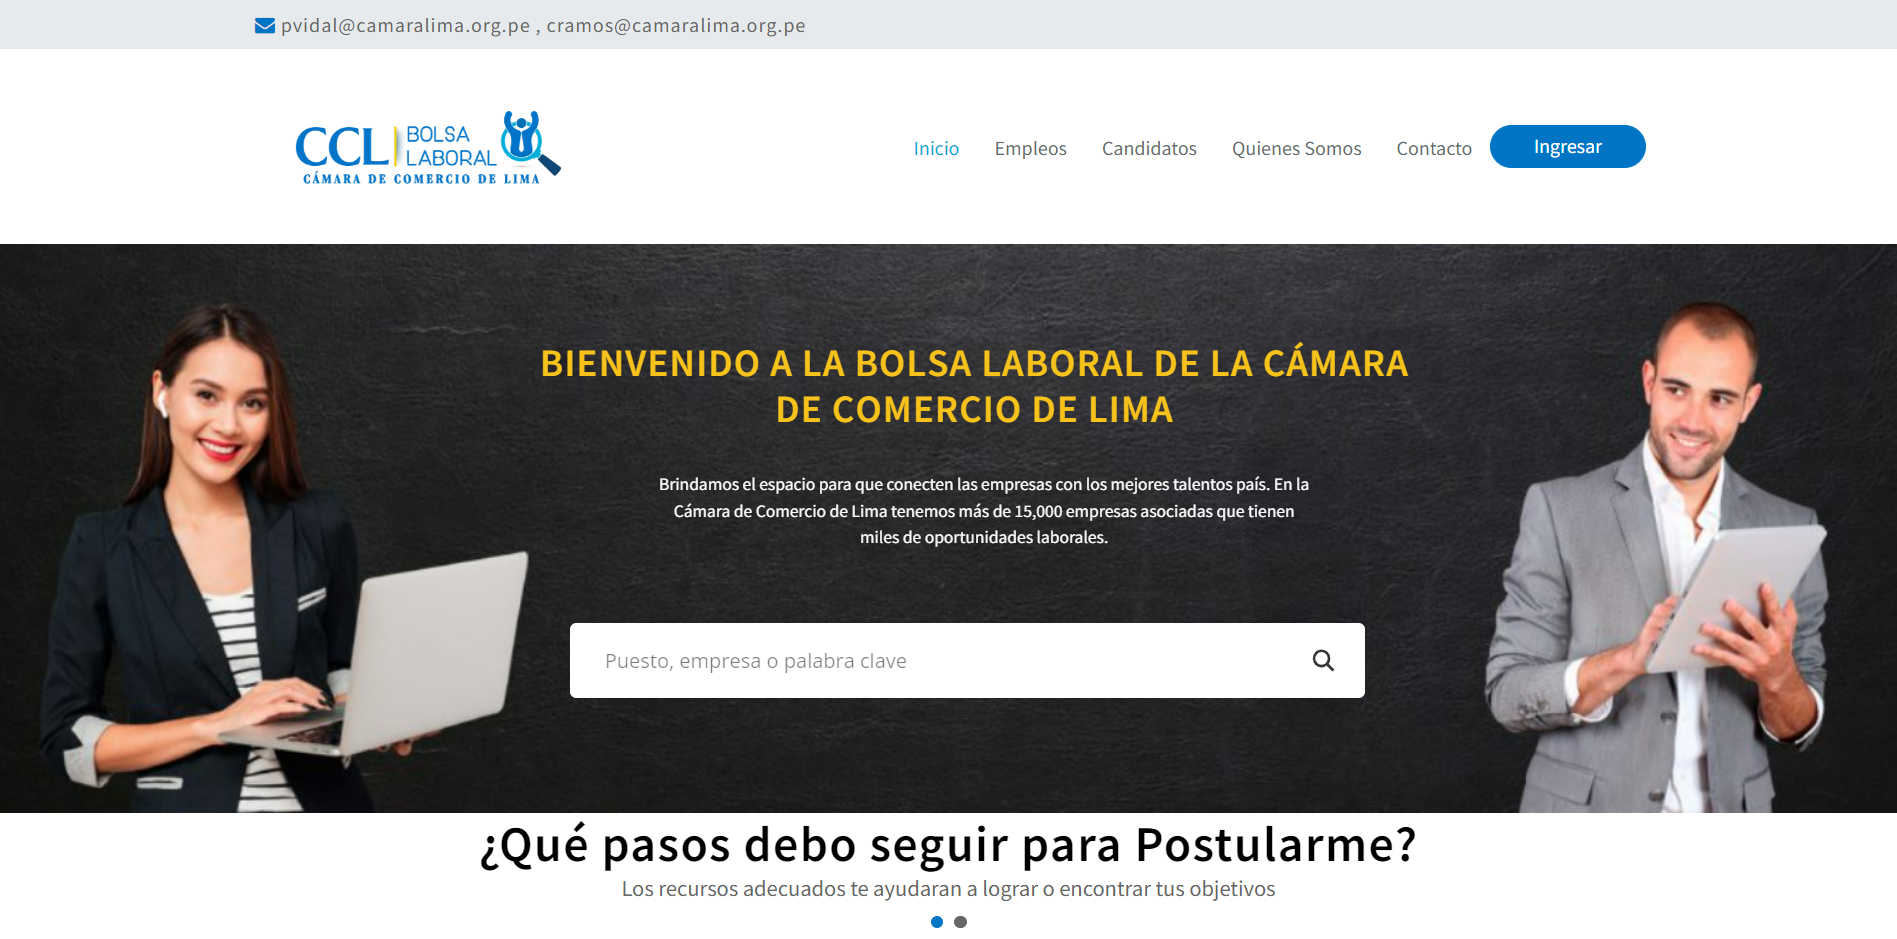 pvidal@camaralima.org.pe , cramos@camaralima.org.pe
CCL BOLSA LABORAL
CÁMARA DE COMERCIO DE LIMA
Inicio Empleos Candidatos Quienes Somos Contacto Ingresar
BIENVENIDO A LA BOLSA LABORAL DE LA CÁMARA
DE COMERCIO DE LIMA
Brindamos el espacio para que conecten las empresas con los mejores talentos país. En la
Cámara de Comercio de Lima tenemos más de 15,000 empresas asociadas que tienen
miles de oportunidades laborales.
Puesto, empresa o palabra clave
¿Qué pasos debo seguir para Postularme?
Los recursos adecuados te ayudaran a lograr o encontrar tus objetivos